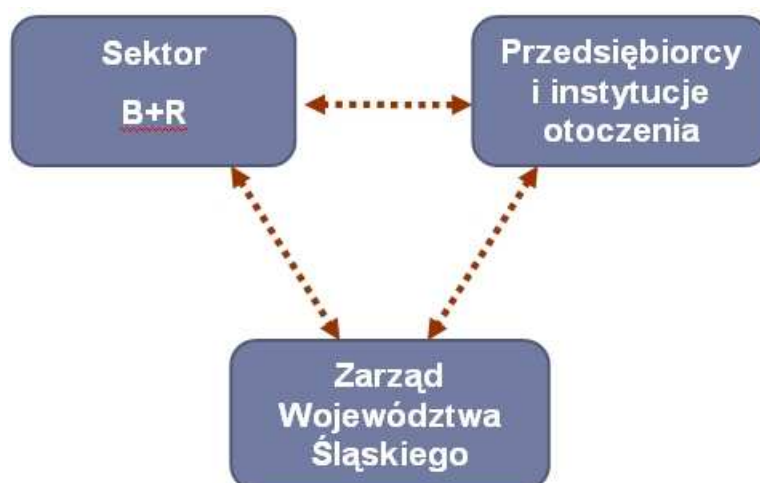 Sektor
B+R
Przedsiębiorcy
i instytucje
otoczenia
Zarząd
Województwa
Śląskiego